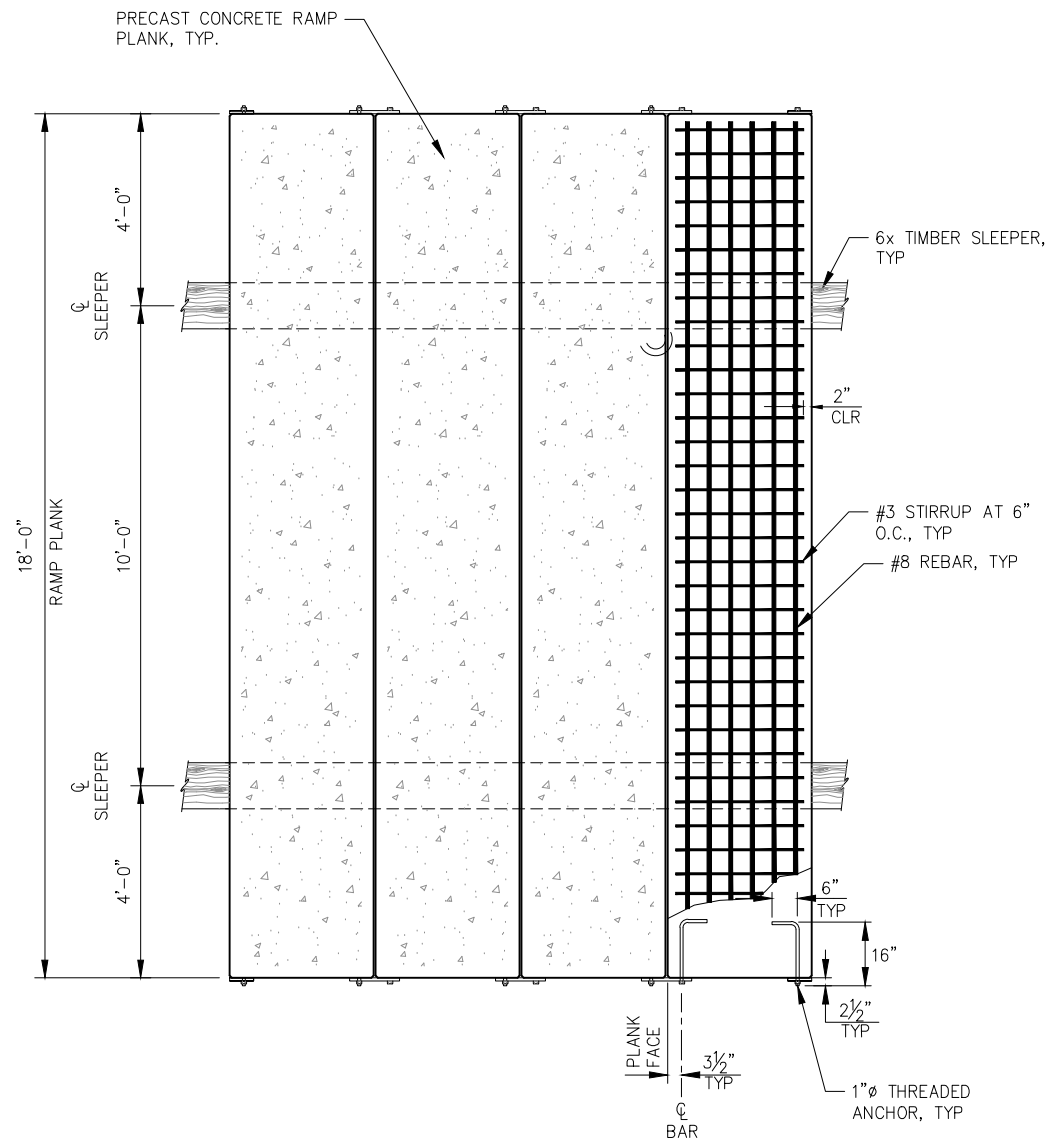 PRECAST CONCRETE RAMP
PLANK, TYP.
4'-0"
6x TIMBER SLEEPER,
TYP
℄
SLEEPER
2"
CLR
18'-0"
RAMP PLANK
10'-0"
#3 STIRRUP AT 6"
O.C., TYP
#8 REBAR, TYP
℄
SLEEPER
4'-0"
6"
TYP
16"
2½"
TYP
PLANK
FACE
3½"
TYP
℄
BAR
1"ø THREADED
ANCHOR, TYP